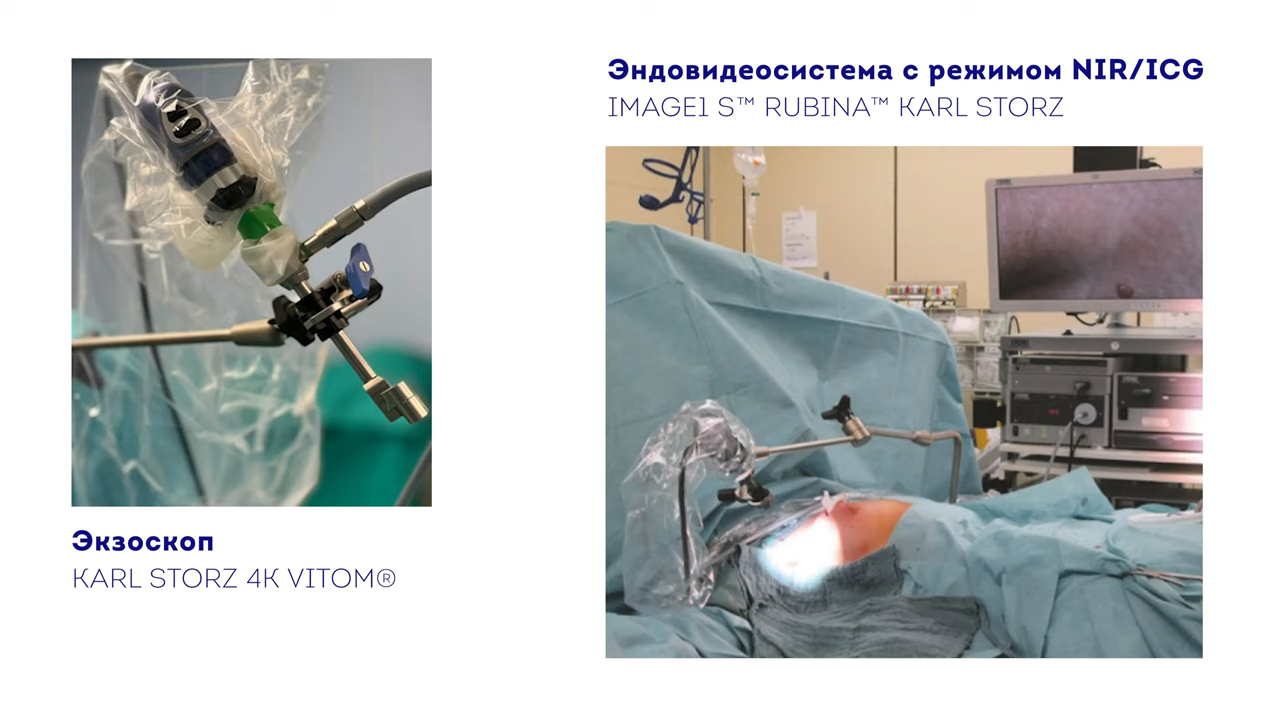 Эндовидеосистема с режимом NIR/ICG
IMAGE1 S™ RUBINA™ KARL STORZ
Экзоскоп
KARL STORZ 4K VITOM®